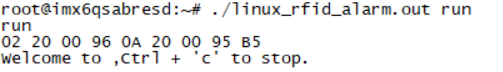 root@imx6qsabresd:~# ./linux_rfid_alarm.out run
run
02 20 00 96 0A 20 00 95 B5
Welcome to ,Ctrl + 'c' to stop.